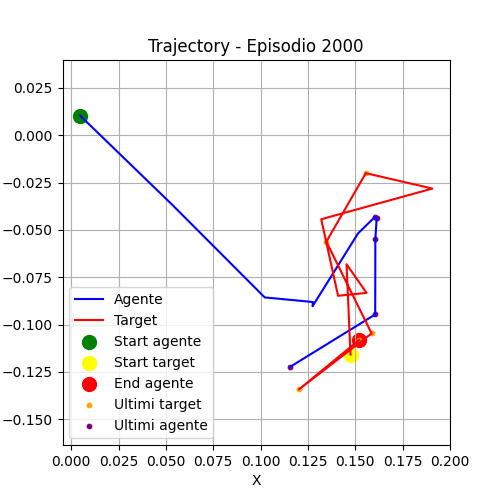 Trajectory - Episodio 2000
0.025
0.000
−0.025
−0.050
−0.075
−0.100
−0.125
−0.150
Agente
Target
Start agente
Start target
End agente
Ultimi target
Ultimi agente
0.000 0.025 0.050 0.075 0.100 0.125 0.150 0.175 0.200
X